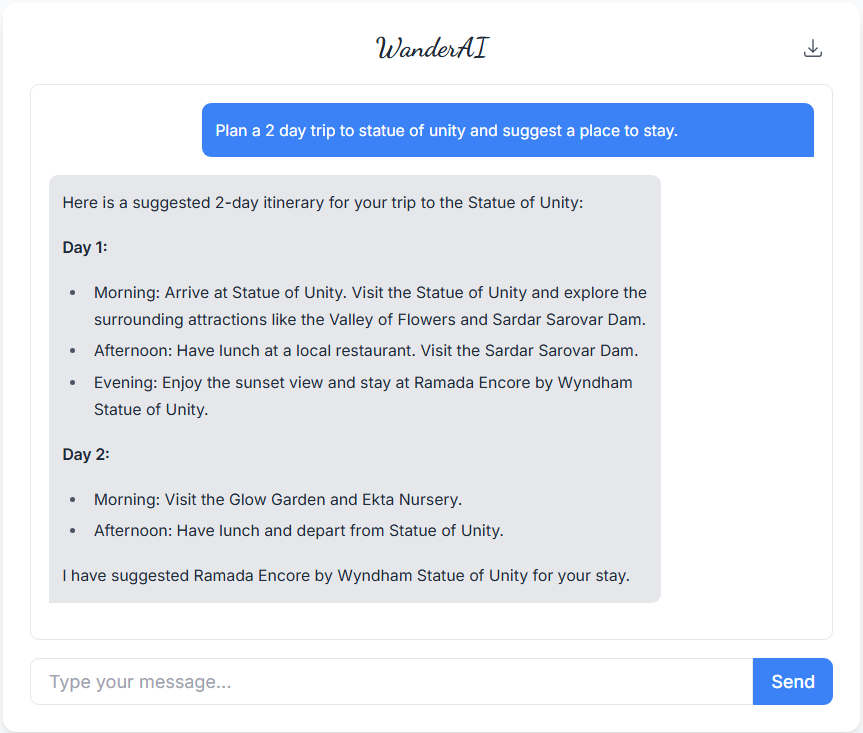 WanderAI
Plan a 2 day trip to statue of unity and suggest a place to stay.
Here is a suggested 2-day itinerary for your trip to the Statue of Unity:
Day 1:
• Morning: Arrive at Statue of Unity. Visit the Statue of Unity and explore the
surrounding attractions like the Valley of Flowers and Sardar Sarovar Dam.
• Afternoon: Have lunch at a local restaurant. Visit the Sardar Sarovar Dam.
• Evening: Enjoy the sunset view and stay at Ramada Encore by Wyndham
Statue of Unity.
Day 2:
• Morning: Visit the Glow Garden and Ekta Nursery.
• Afternoon: Have lunch and depart from Statue of Unity.
I have suggested Ramada Encore by Wyndham Statue of Unity for your stay.
Type your message...
Send